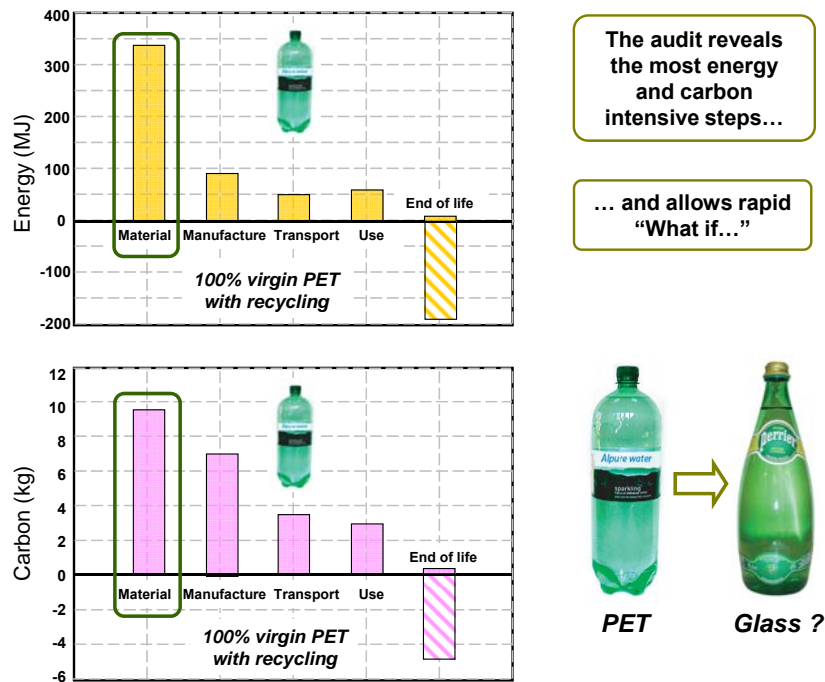 400
300
200
100
0
-100
-200
Energy (MJ)
End of life
Material Manufacture Transport Use
100% virgin PET
with recycling
The audit reveals
the most energy
and carbon
intensive steps…
… and allows rapid
“What if…”
12
10
8
6
4
2
0
-2
-4
-6
Carbon (kg)
End of life
Material Manufacture Transport Use
100% virgin PET
with recycling
Alpure water
sparkling
Perrier
PET
Glass ?